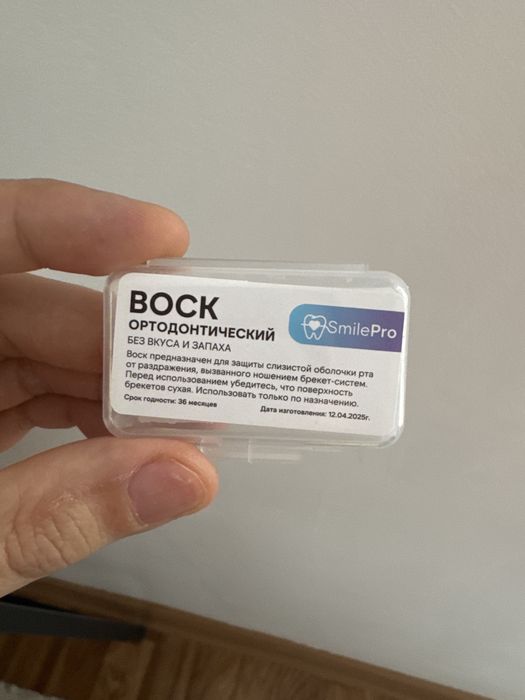 ВОСК
ОРТОДОНТИЧЕСКИЙ
БЕЗ ВКУСА И ЗАПАХА
SmilePro
Воск предназначен для защиты слизистой оболочки рта
от раздражения, вызванного ношением брекет-систем.
Перед использованием убедитесь, что поверхность
брекетов сухая. Использовать только по назначению.
Срок годности: 36 месяцев
Дата изготовления: 12.04.2025г.